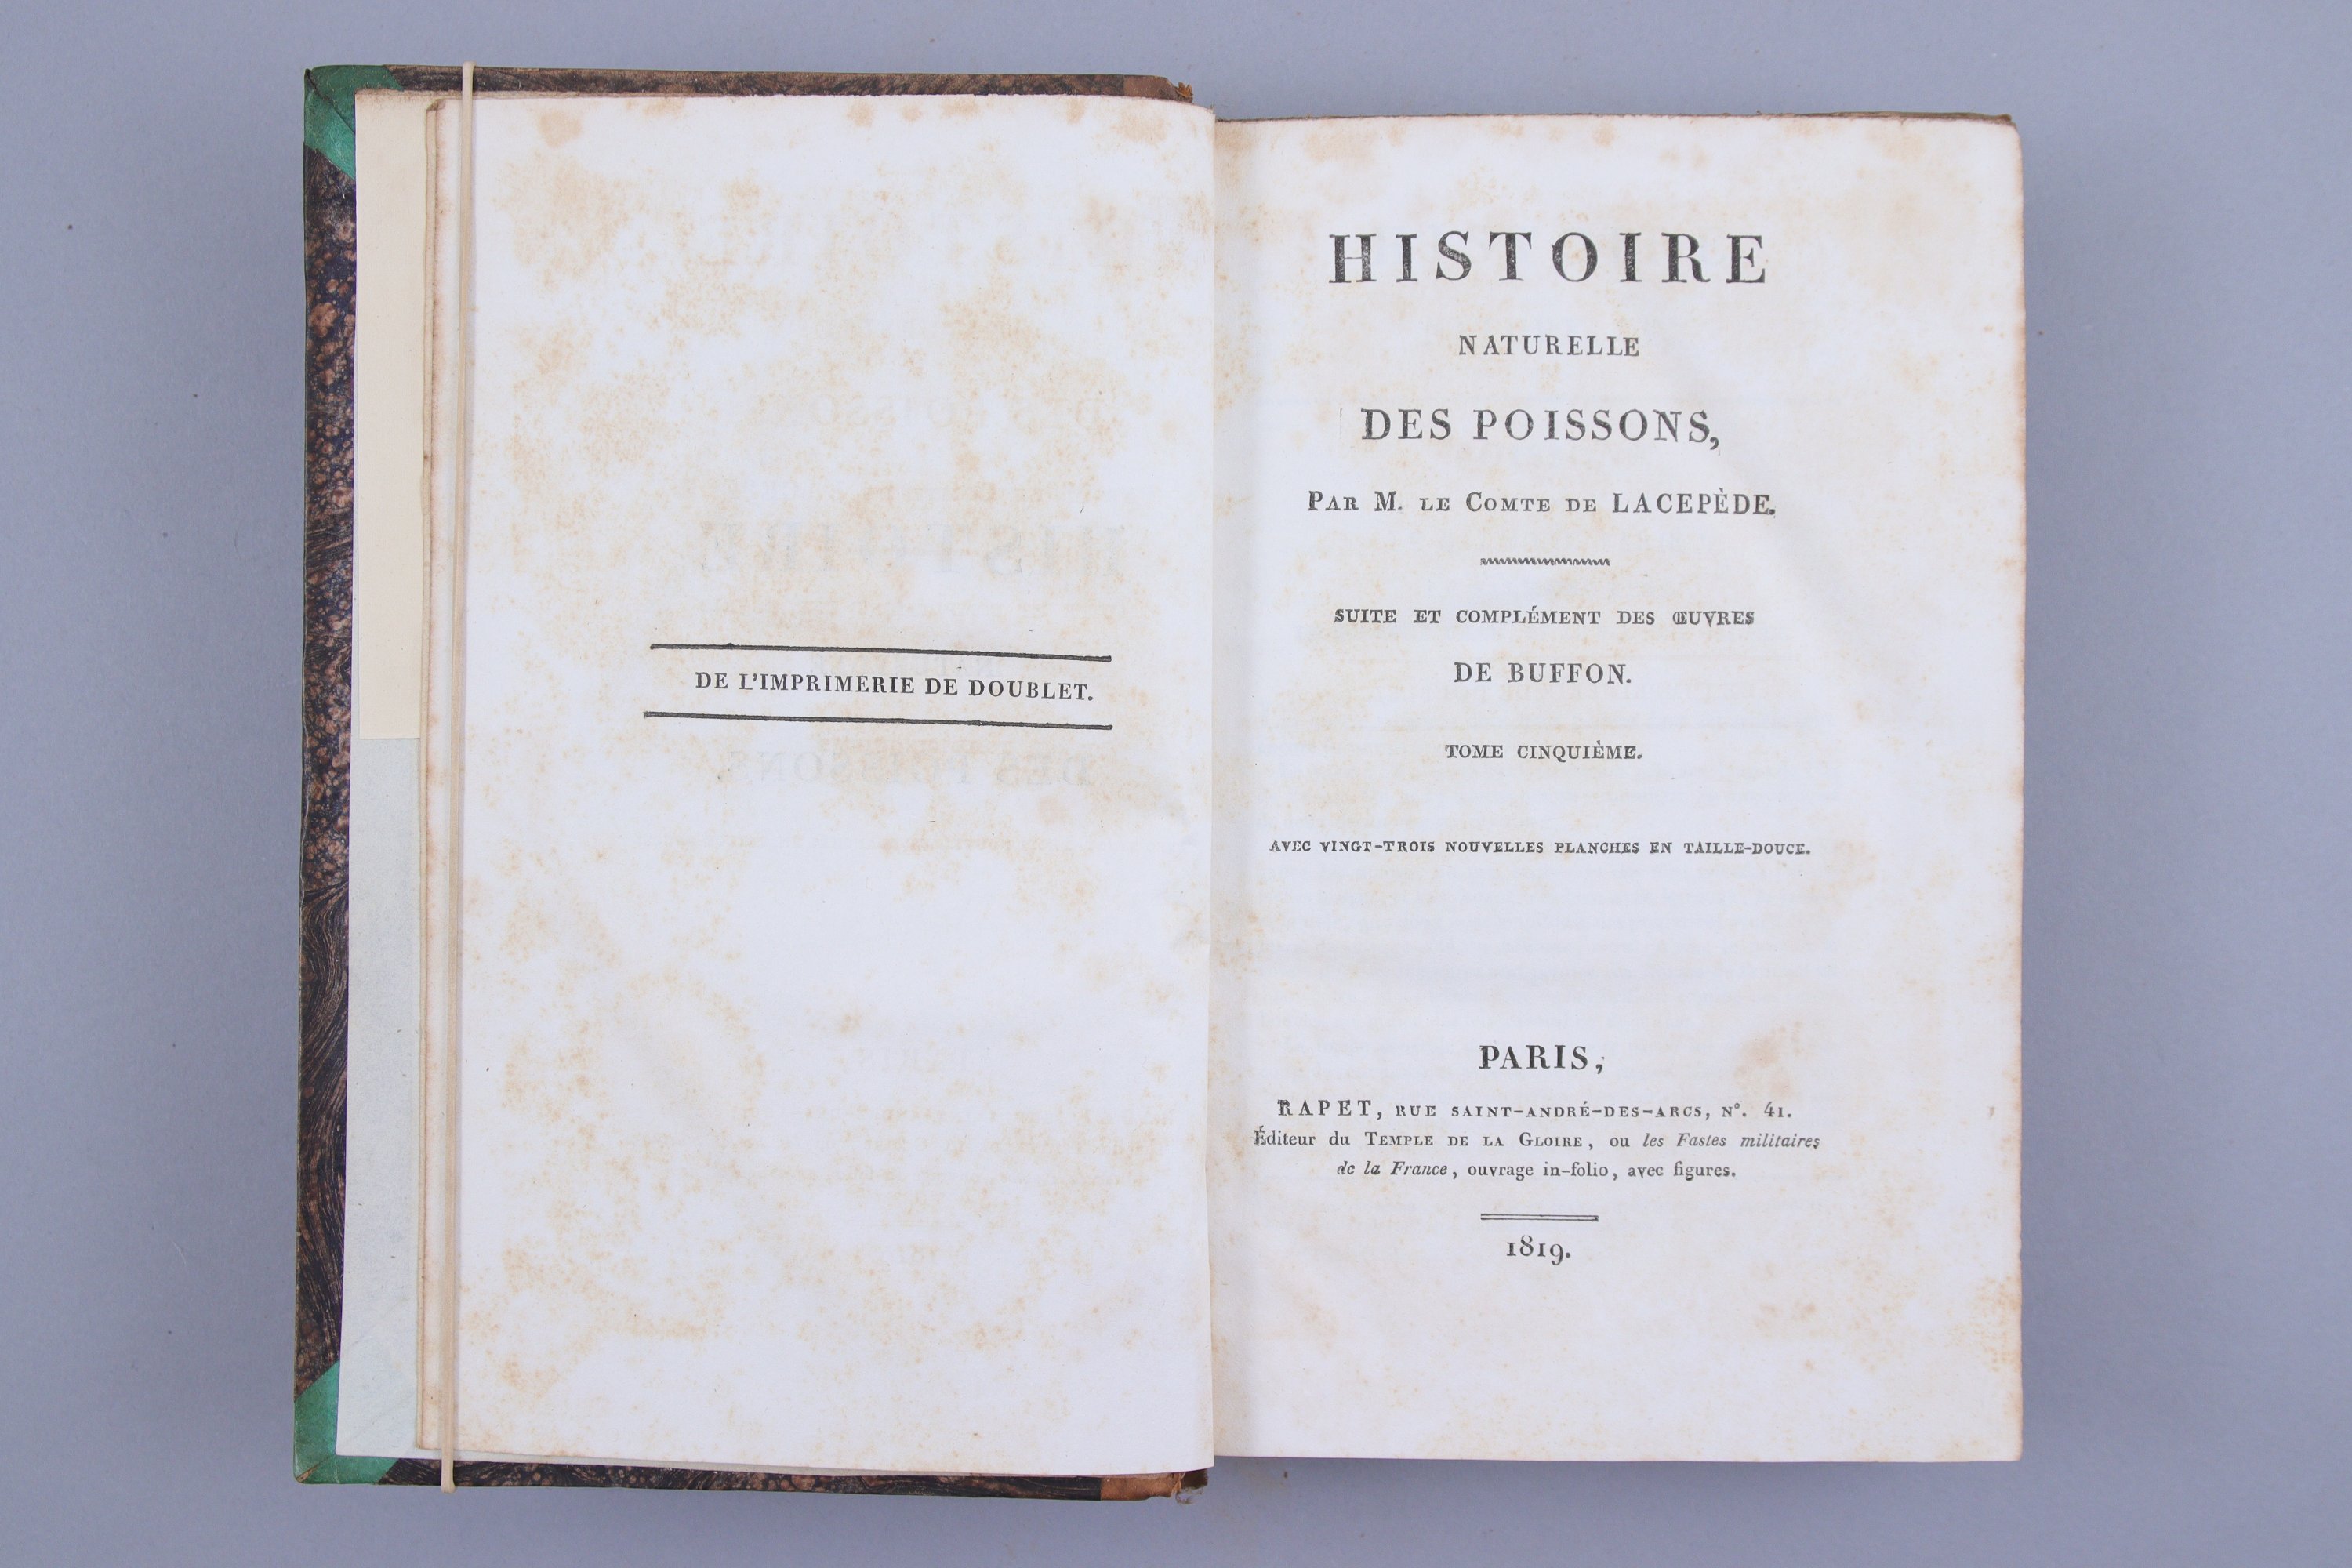 DE L'IMPRIMERIE DE DOUBLET.
HISTOIRE
NATURELLE
DES POISSONS,
PAR M. LE COMTE DE LACEPÈDE.
SUITE ET COMPLÉMENT DES ŒUVRES
DE BUFFON.
TOME CINQUIÈME.
AVEC VINGT-TROIS NOUVELLES PLANCHES EN TAILLE-DOUCE.
PARIS,
RAPET, RUE SAINT-ANDRÉ-DES-ARCS, N°. 41.
Éditeur du TEMPLE DE LA GLOIRE, ou les Fastes militaires
de la France, ouvrage in-folio, avec figures.
1819.